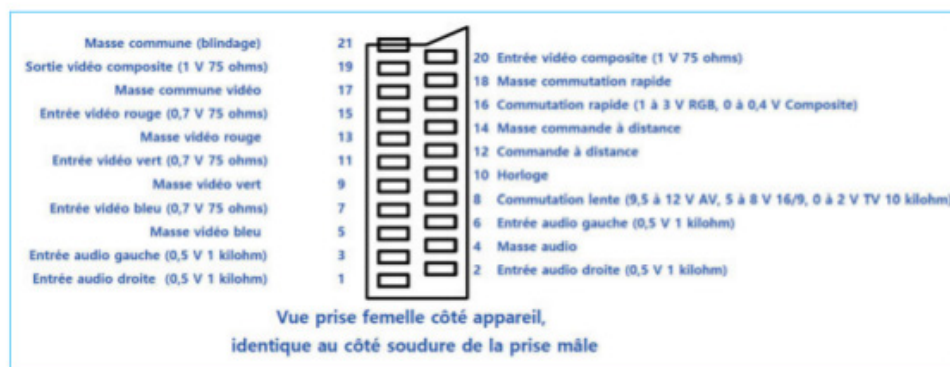 Masse commune (blindage) 21
Sortie vidéo composite (1 V 75 ohms) 19
Masse commune vidéo 17
Entrée vidéo rouge (0,7 V 75 ohms) 15
Masse vidéo rouge 13
Entrée vidéo vert (0,7 V 75 ohms) 11
Masse vidéo vert 9
Entrée vidéo bleu (0,7 V 75 ohms) 7
Masse vidéo bleu 5
Entrée audio gauche (0,5 V 1 kilohm) 3
Entrée audio droite (0,5 V 1 kilohm) 1
20 Entrée vidéo composite (1 V 75 ohms)
18 Masse commutation rapide
16 Commutation rapide (1 à 3 V RGB, 0 à 0,4 V Composite)
14 Masse commande à distance
12 Commande à distance
10 Horloge
8 Commutation lente (9,5 à 12 V AV, 5 à 8 V 16/9, 0 à 2 V TV 10 kilohm)
6 Entrée audio gauche (0,5 V 1 kilohm)
4 Masse audio
2 Entrée audio droite (0,5 V 1 kilohm)
Vue prise femelle côté appareil,
identique au côté soudure de la prise mâle